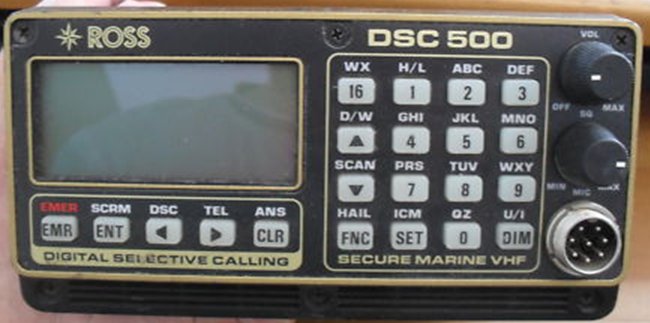 ROSS
DSC 500
VOL
WX H/L ABC DEF
16 1 2 3
OFF SQ MAX
D/W GHI JKL MNO
▲ 4 5 6
SCAN PRS TUV WXY
▼ 7 8 9
MIN MIC MAX
EMER SCRM DSC TEL ANS
EMR ENT ◀ ▶ CLR
HAIL ICM QZ U/I
FNC SET 0 DIM
DIGITAL SELECTIVE CALLING
SECURE MARINE VHF